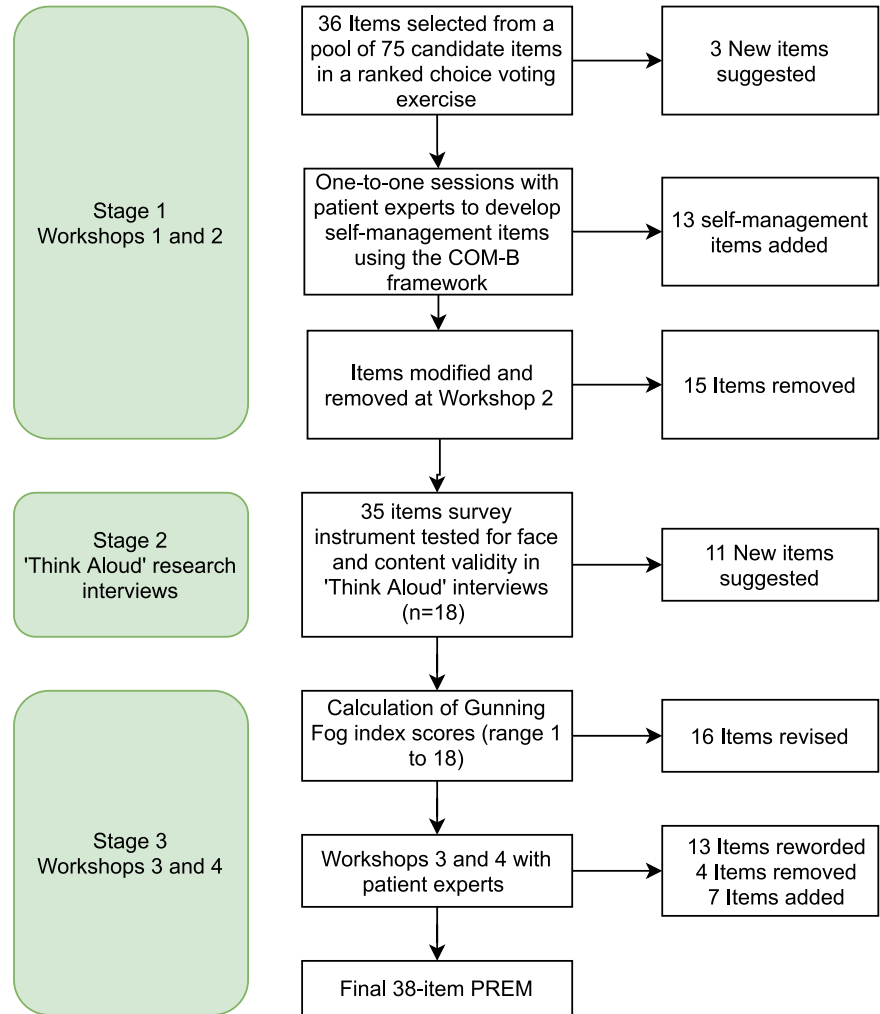 36 Items selected from a
pool of 75 candidate items
in a ranked choice voting
exercise
3 New items
suggested
Stage 1
Workshops 1 and 2
One-to-one sessions with
patient experts to develop
self-management items
using the COM-B
framework
13 self-management
items added
Items modified and
removed at Workshop 2
15 Items removed
Stage 2
'Think Aloud' research
interviews
35 items survey
instrument tested for face
and content validity in
'Think Aloud' interviews
(n=18)
11 New items
suggested
Stage 3
Workshops 3 and 4
Calculation of Gunning
Fog index scores (range 1
to 18)
16 Items revised
Workshops 3 and 4 with
patient experts
13 Items reworded
4 Items removed
7 Items added
Final 38-item PREM